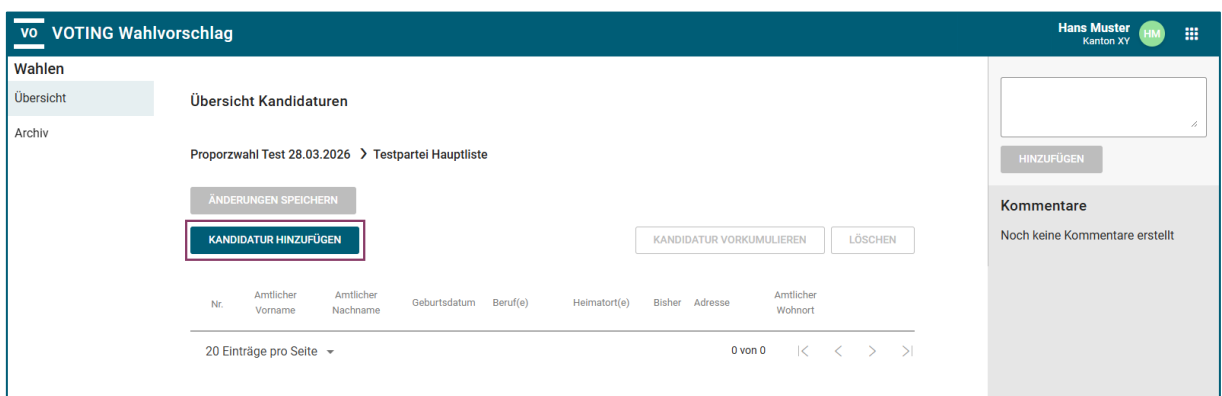 VO VOTING Wahlvorschlag
Hans Muster
Kanton XY
HM
Wahlen
Übersicht
Archiv
Übersicht Kandidaturen
Proporzwahl Test 28.03.2026 > Testpartei Hauptliste
ÄNDERUNGEN SPEICHERN
KANDIDATUR HINZUFÜGEN
KANDIDATUR VORKUMULIEREN
LÖSCHEN
Nr.
Amtlicher
Vorname
Amtlicher
Nachname
Geburtsdatum
Beruf(e)
Heimatort(e)
Bisher
Adresse
Amtlicher
Wohnort
20 Einträge pro Seite
0 von 0
HINZUFÜGEN
Kommentare
Noch keine Kommentare erstellt